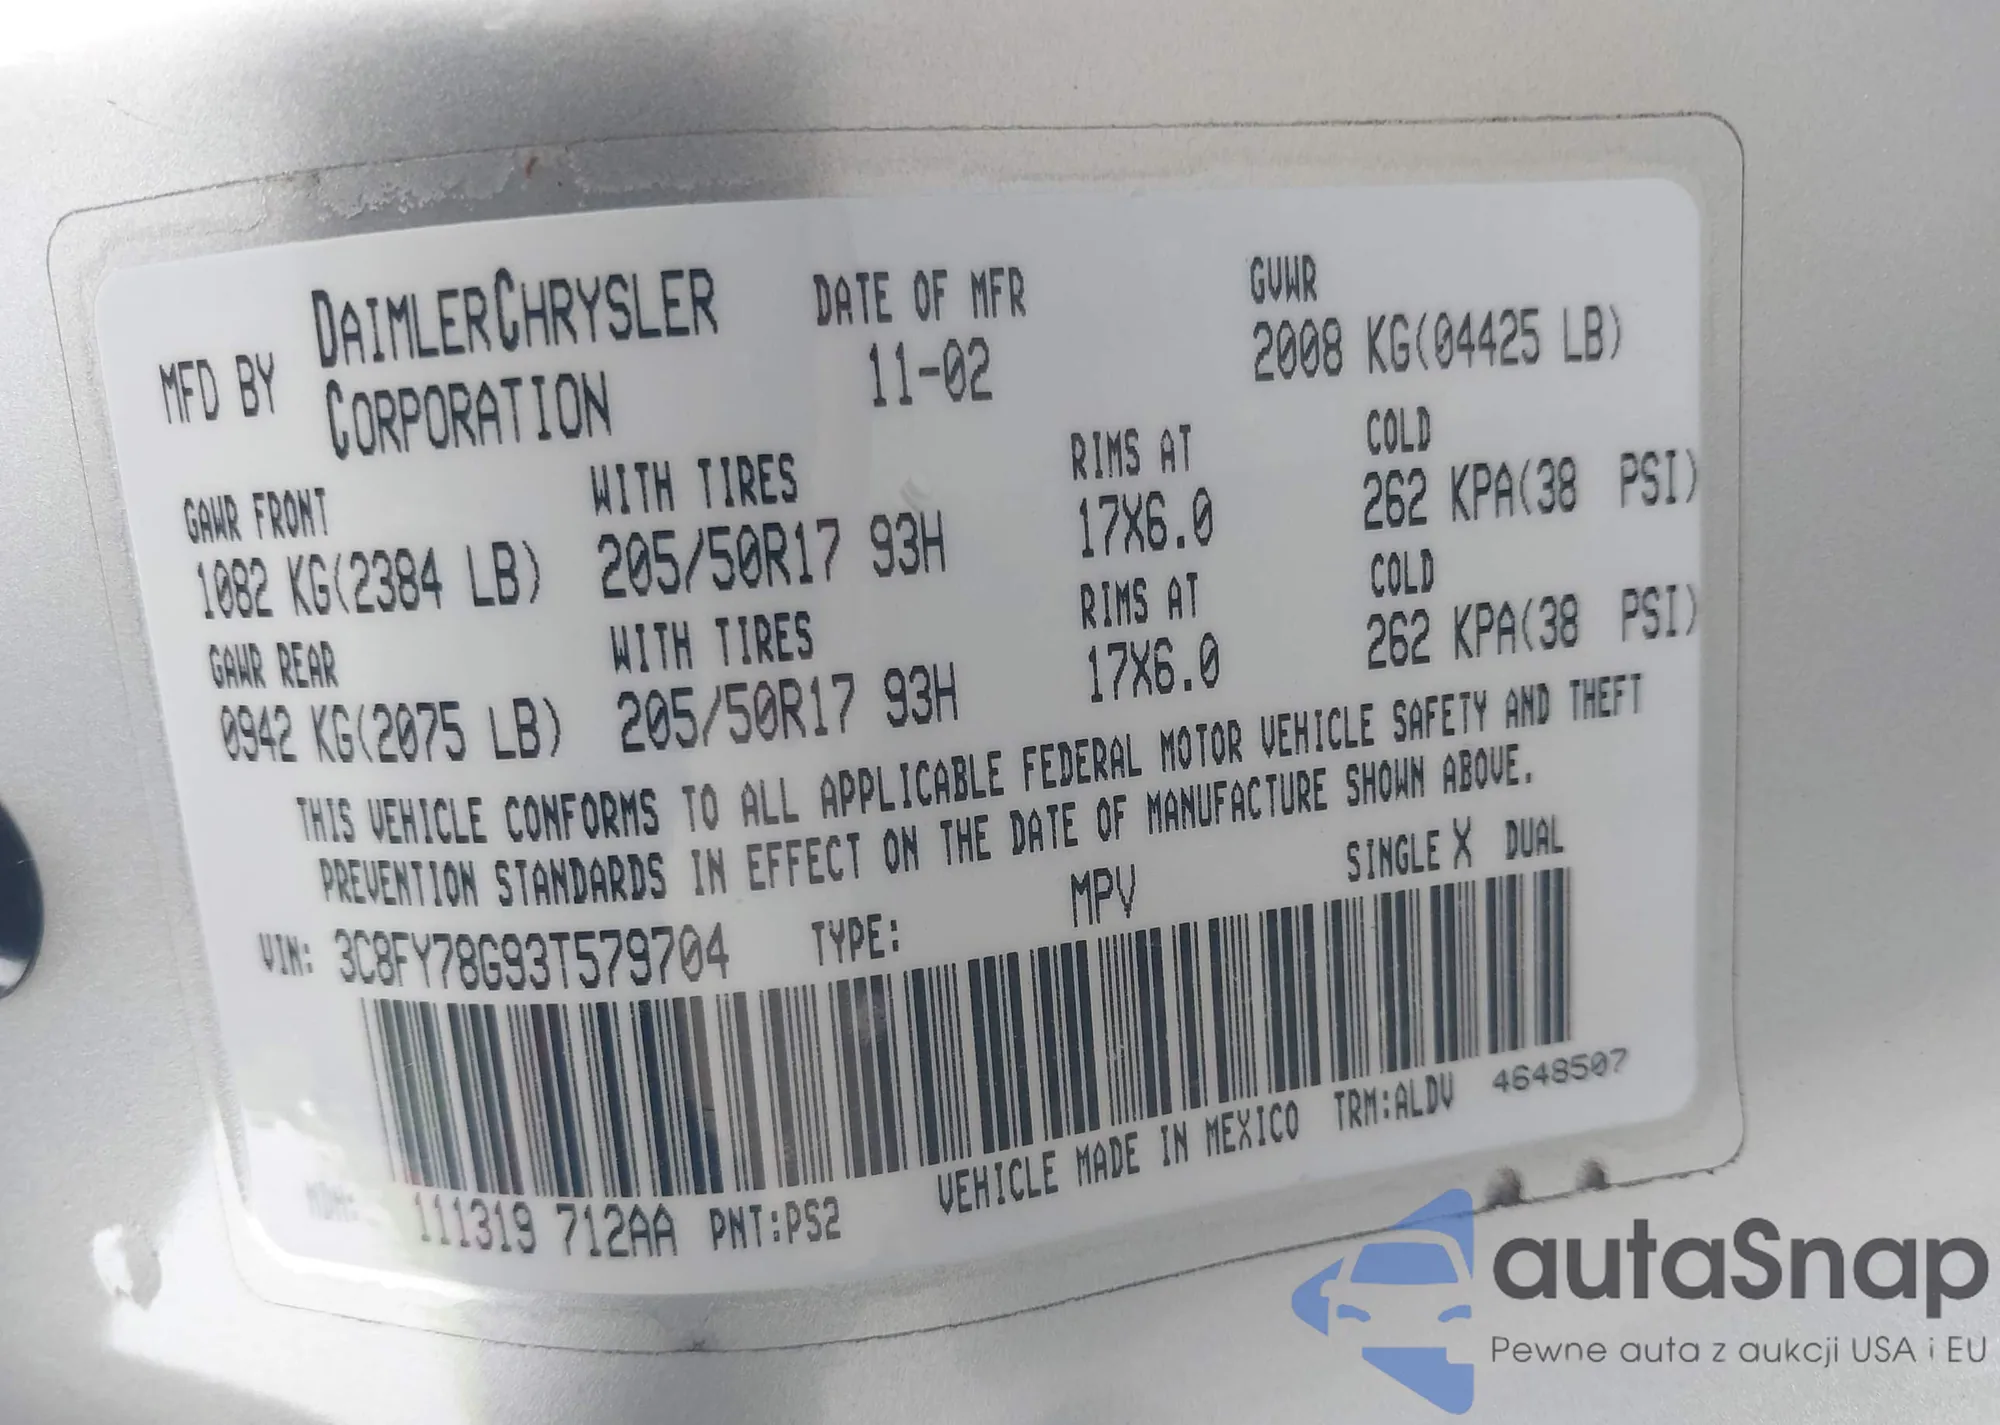 MFD BY DAIMLERCHRYSLER CORPORATION
DATE OF MFR
11-02
GVWR
2008 KG(04425 LB)
GAWR FRONT WITH TIRES RIMS AT COLD
1082 KG(2384 LB) 205/50R17 93H 17X6.0 262 KPA(38 PSI)
GAWR REAR WITH TIRES RIMS AT COLD
0942 KG(2075 LB) 205/50R17 93H 17X6.0 262 KPA(38 PSI)
THIS VEHICLE CONFORMS TO ALL APPLICABLE FEDERAL MOTOR VEHICLE SAFETY AND THEFT
PREVENTION STANDARDS IN EFFECT ON THE DATE OF MANUFACTURE SHOWN ABOVE.
VIN: 3C8FY78G93T579704 TYPE: MPV SINGLE X DUAL
MDH: 111319 712AA PNT:PS2 VEHICLE MADE IN MEXICO TRM:ALDV 4648507
autaSnap
Pewne auta z aukcji USA i EU